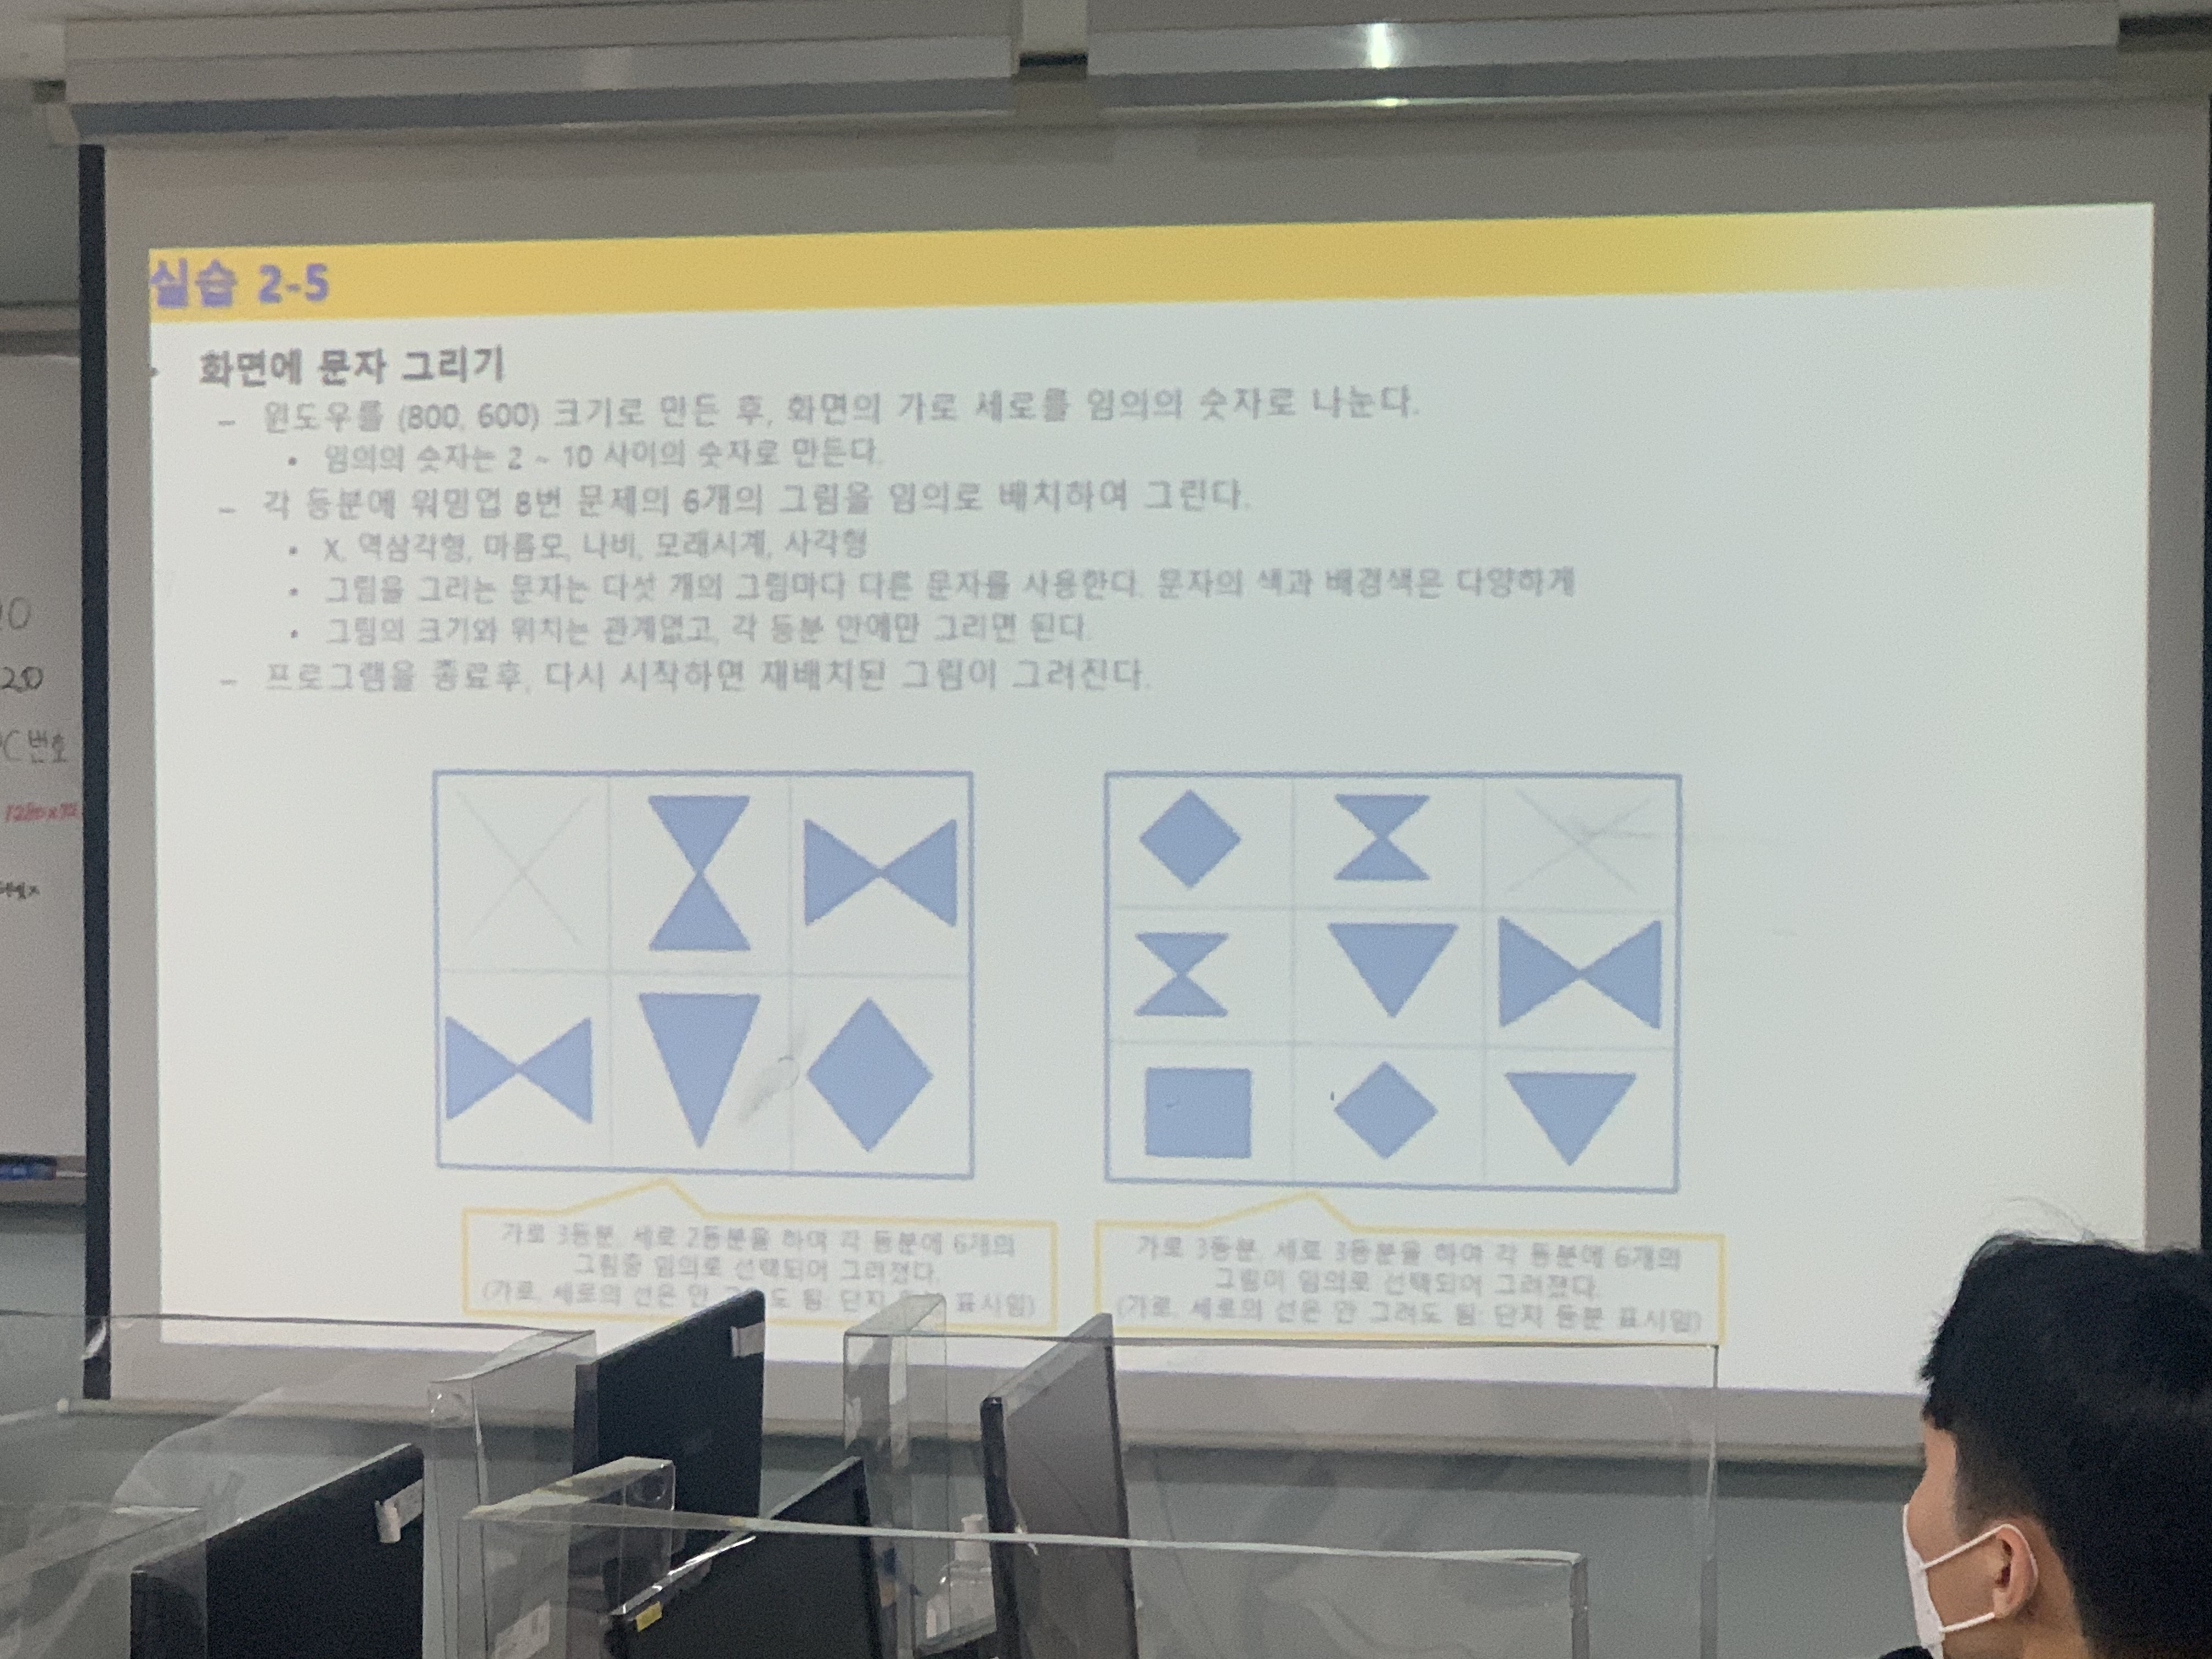 실습 2-5
화면에 문자 그리기
– 윈도우를 (800, 600) 크기로 만든 후, 화면의 가로 세로를 임의의 숫자로 나눈다.
• 임의의 숫자는 2 ~ 10 사이의 숫자로 만든다.
– 각 등분에 워밍업 8번 문제의 6개의 그림을 임의로 배치하여 그린다.
• X, 역삼각형, 마름모, 나비, 모래시계, 사각형
• 그림을 그리는 문자는 다섯 개의 그림마다 다른 문자를 사용한다. 문자의 색과 배경색은 다양하게
• 그림의 크기와 위치는 관계없고, 각 등분 안에만 그리면 된다.
– 프로그램을 종료후, 다시 시작하면 재배치된 그림이 그려진다.
가로 3등분, 세로 2등분을 하여 각 등분에 6개의
그림중 임의로 선택되어 그려졌다.
(가로, 세로의 선은 안 도 됨: 단지 표시임)
가로 3등분, 세로 3등분을 하여 각 등분에 6개의
그림이 임의로 선택되어 그려졌다.
(가로, 세로의 선은 안 그려도 됨: 단지 등분 표시임)
20
PC번호